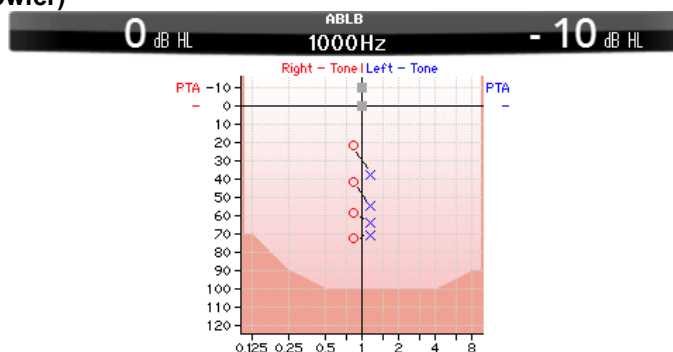 owler)
ABLB
0 dB HL
1000Hz
- 10 dB HL
Right - Tone Left - Tone
PTA
-
PTA
-
-10
0
10
20
30
40
50
60
70
80
90
100
110
120
0.125 0.25 0.5 1 2 4 8